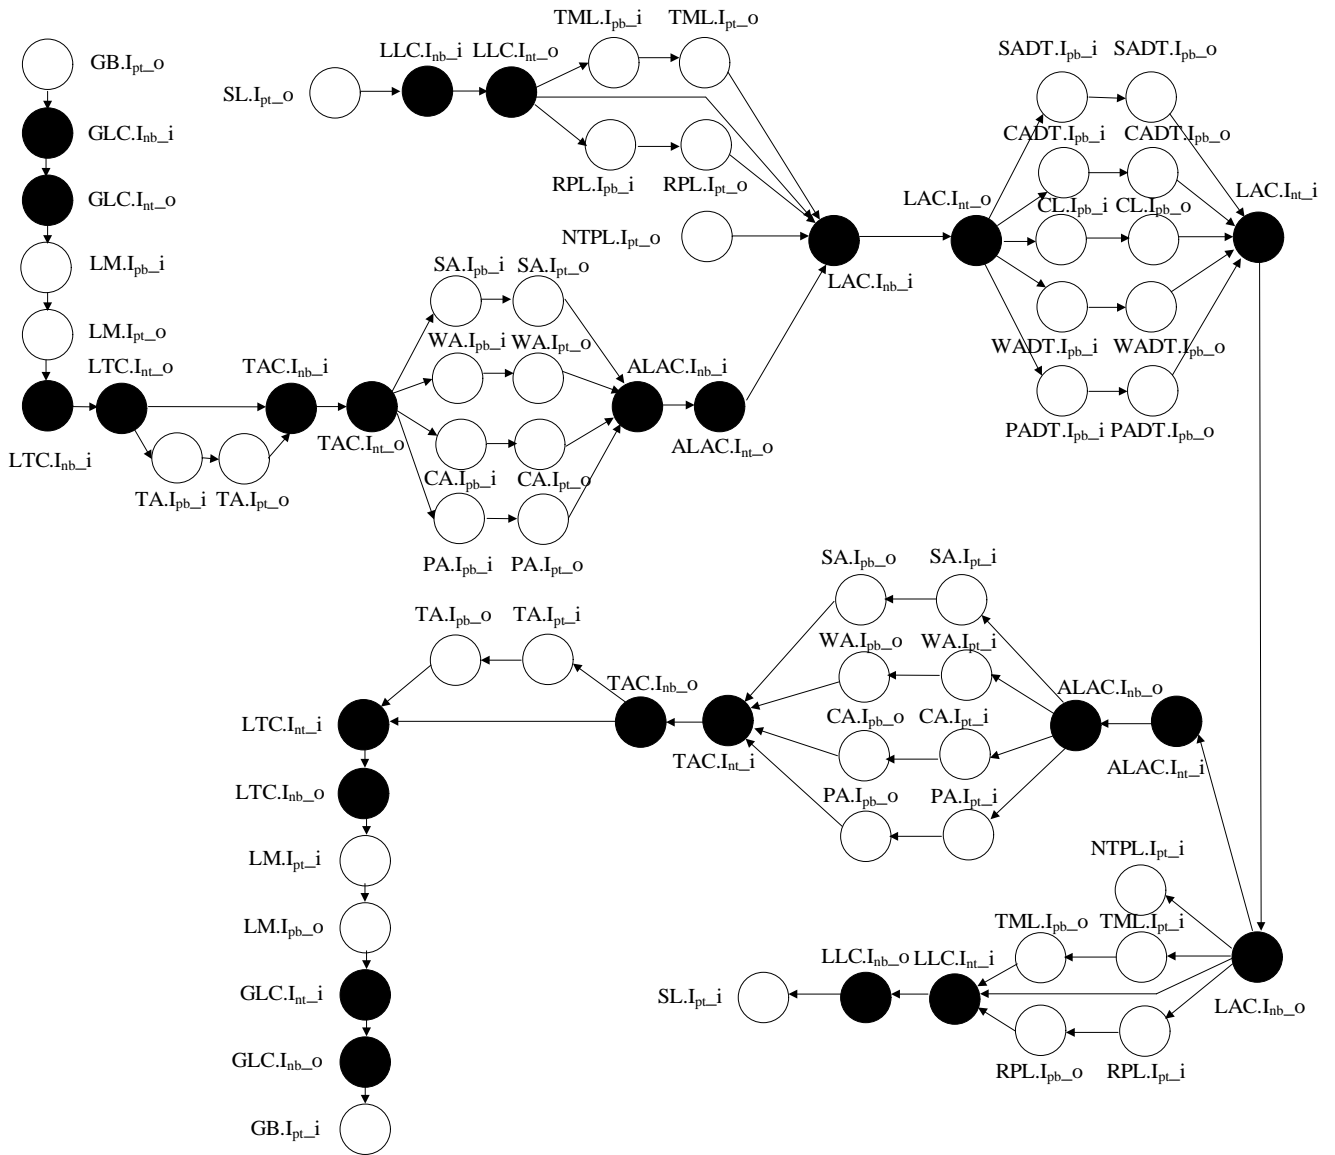 TML.Ipb_i TML.Ipt_o
GB.Ipt_o
LLC.Inb_i LLC.Int_o
SADT.Ipb_i SADT.Ipb_o
SL.Ipt_o
GLC.Inb_i
CADT.Ipb_i CADT.Ipb_o
RPL.Ipb_i RPL.Ipt_o
LAC.Int_i
GLC.Int_o
LAC.Int_o
CL.Ipb_i CL.Ipb_o
NTPL.Ipt_o
LM.Ipb_i
SA.Ipb_i SA.Ipt_o
LAC.Inb_i
LM.Ipt_o
WA.Ipb_i WA.Ipt_o
WADT.Ipb_i WADT.Ipb_o
LTC.Int_o
TAC.Inb_i
ALAC.Inb_i
PADT.Ipb_i PADT.Ipb_o
TAC.Int_o
ALAC.Int_o
LTC.Inb_i
CA.Ipb_i CA.Ipt_o
TA.Ipb_i TA.Ipt_o
PA.Ipb_i PA.Ipt_o
SA.Ipb_o SA.Ipt_i
TA.Ipb_o TA.Ipt_i
WA.Ipb_o WA.Ipt_i
TAC.Inb_o
ALAC.Inb_o
CA.Ipb_o CA.Ipt_i
LTC.Int_i
TAC.Int_i
ALAC.Int_i
LTC.Inb_o
PA.Ipb_o PA.Ipt_i
LM.Ipt_i
NTPL.Ipt_i
LM.Ipb_o
TML.Ipb_o TML.Ipt_i
LLC.Inb_o LLC.Int_i
GLC.Int_i
SL.Ipt_i
LAC.Inb_o
GLC.Inb_o
RPL.Ipb_o RPL.Ipt_i
GB.Ipt_i